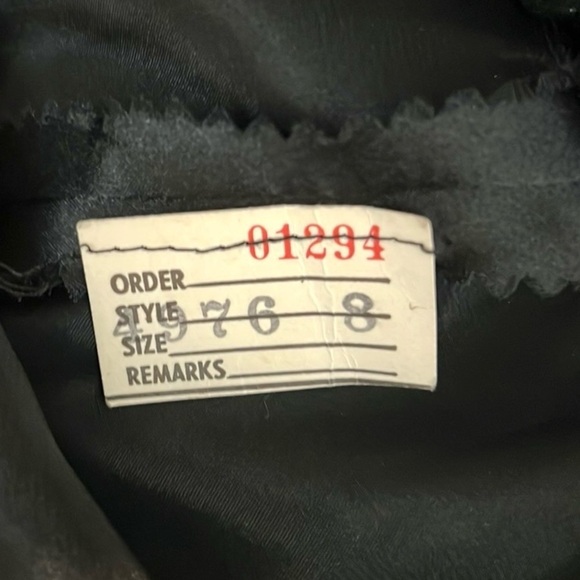 01294
ORDER
STYLE
4976 8
SIZE
REMARKS